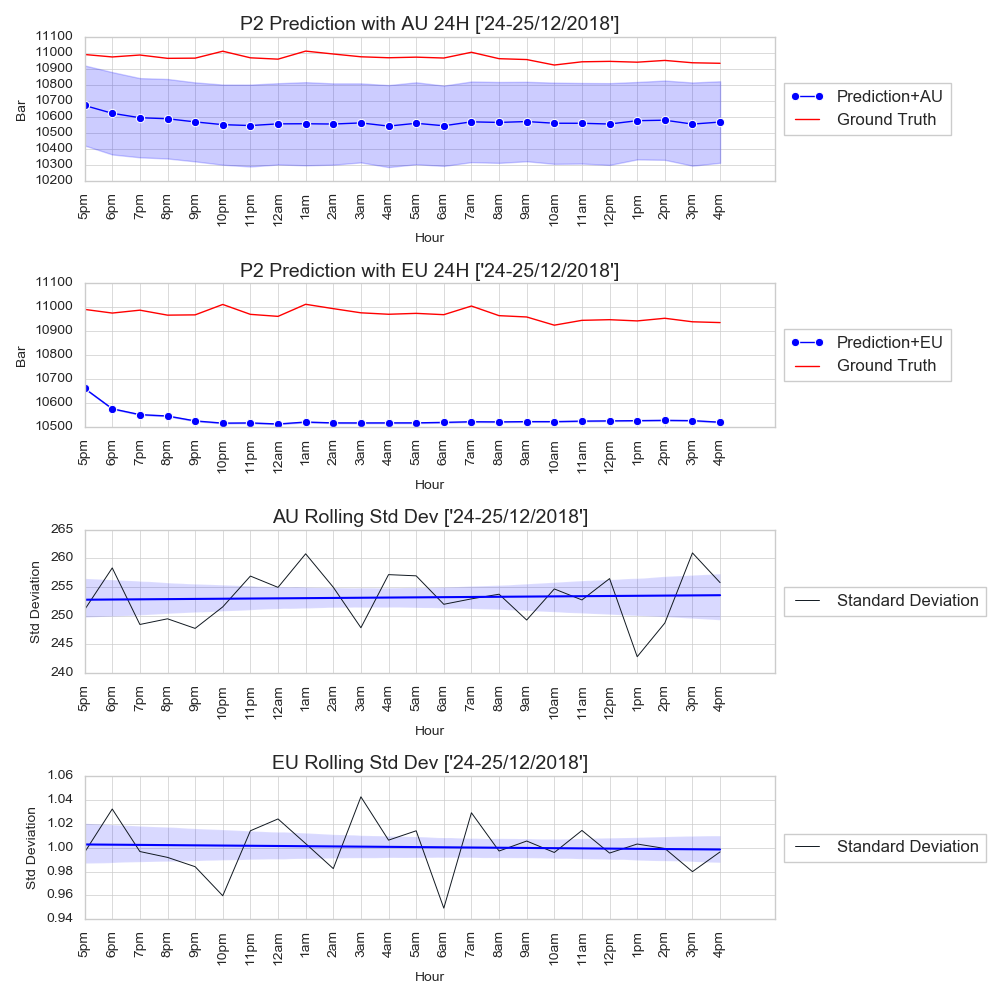 P2 Prediction with AU 24H ['24-25/12/2018']
11100
11000
10900
10800
10700
10600
10500
10400
10300
10200
Bar
5pm 6pm 7pm 8pm 9pm 10pm 11pm 12am 1am 2am 3am 4am 5am 6am 7am 8am 9am 10am 11am 12pm 1pm 2pm 3pm 4pm
Hour
Prediction+AU
Ground Truth
P2 Prediction with EU 24H ['24-25/12/2018']
11100
11000
10900
10800
10700
10600
10500
Bar
5pm 6pm 7pm 8pm 9pm 10pm 11pm 12am 1am 2am 3am 4am 5am 6am 7am 8am 9am 10am 11am 12pm 1pm 2pm 3pm 4pm
Hour
Prediction+EU
Ground Truth
AU Rolling Std Dev ['24-25/12/2018']
265
260
255
250
245
240
Std Deviation
5pm 6pm 7pm 8pm 9pm 10pm 11pm 12am 1am 2am 3am 4am 5am 6am 7am 8am 9am 10am 11am 12pm 1pm 2pm 3pm 4pm
Hour
Standard Deviation
EU Rolling Std Dev ['24-25/12/2018']
1.06
1.04
1.02
1.00
0.98
0.96
0.94
Std Deviation
5pm 6pm 7pm 8pm 9pm 10pm 11pm 12am 1am 2am 3am 4am 5am 6am 7am 8am 9am 10am 11am 12pm 1pm 2pm 3pm 4pm
Hour
Standard Deviation